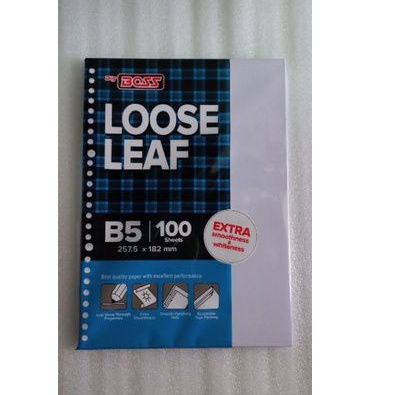 BOSS
LOOSE
LEAF
B5
100
Sheets
257.5 x 182 mm
EXTRA
smoothness
&
whiteness
Best quality paper with excellent performance